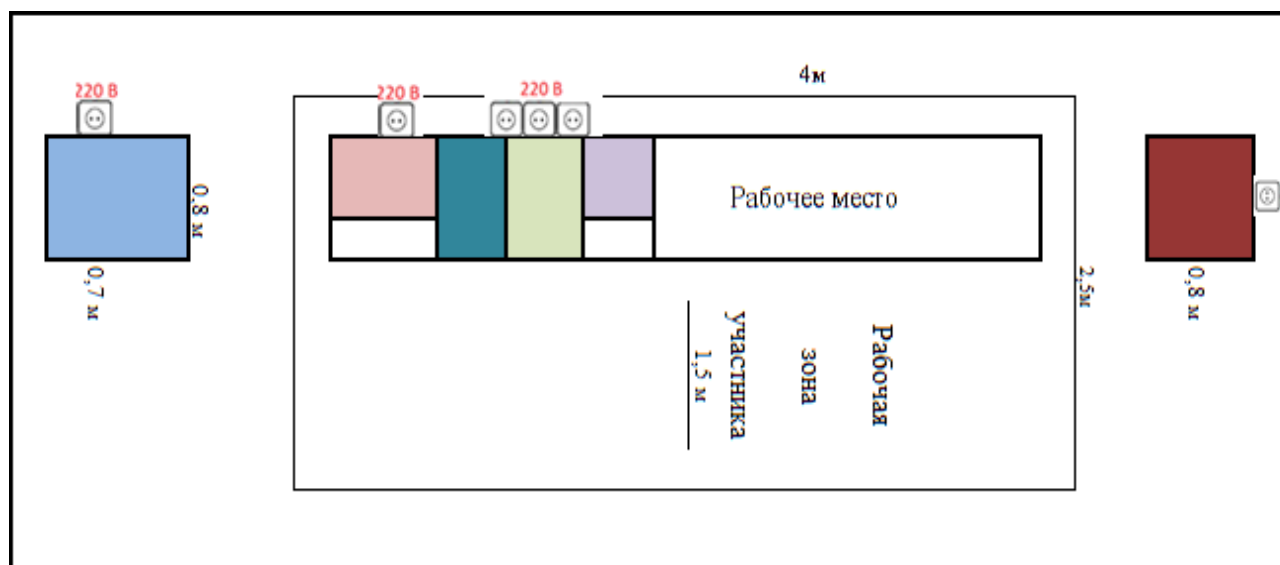 4м
220 В
220 В
220 В
0,8 м
0,7 м
Рабочее место
2,5м
0,8 м
Рабочая
зона
участника
1,5 м